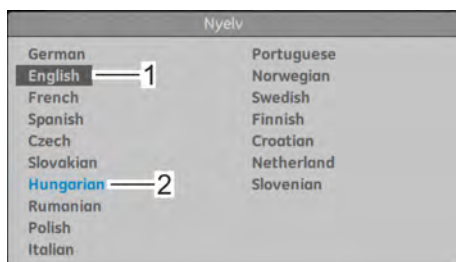 Nyelv
German
English 1
French
Spanish
Czech
Slovakian
Hungarian 2
Rumanian
Polish
Italian
Portuguese
Norwegian
Swedish
Finnish
Croatian
Netherland
Slovenian